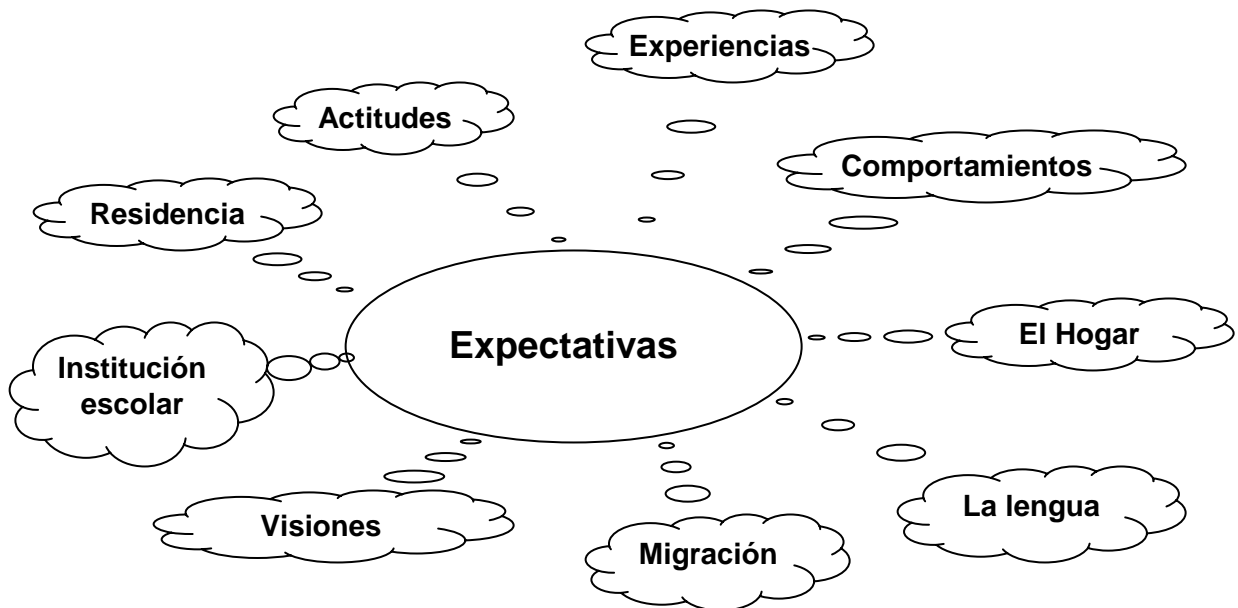 Experiencias
Actitudes
Comportamientos
Residencia
El Hogar
Expectativas
Institución
escolar
La lengua
Visiones
Migración